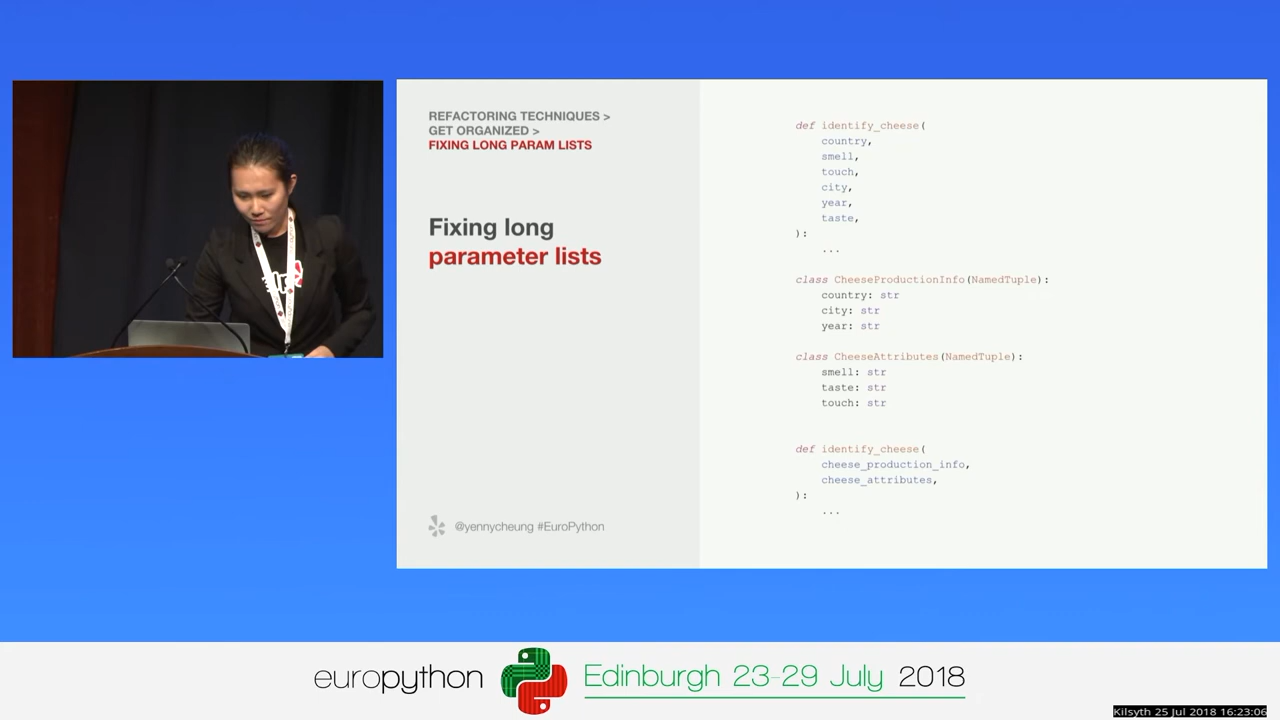 REFACTORING TECHNIQUES >
GET ORGANIZED >
FIXING LONG PARAM LISTS
Fixing long
parameter lists
@yennycheung #EuroPython
def identify_cheese(
country,
smell,
touch,
city,
year,
taste,
):
...
class CheeseProductionInfo(NamedTuple):
country: str
city: str
year: str
class CheeseAttributes(NamedTuple):
smell: str
taste: str
touch: str
def identify_cheese(
cheese_production_info,
cheese_attributes,
):
...
europython Edinburgh 23-29 July 2018
Kilsyth 25 Jul 2018 16:23:06